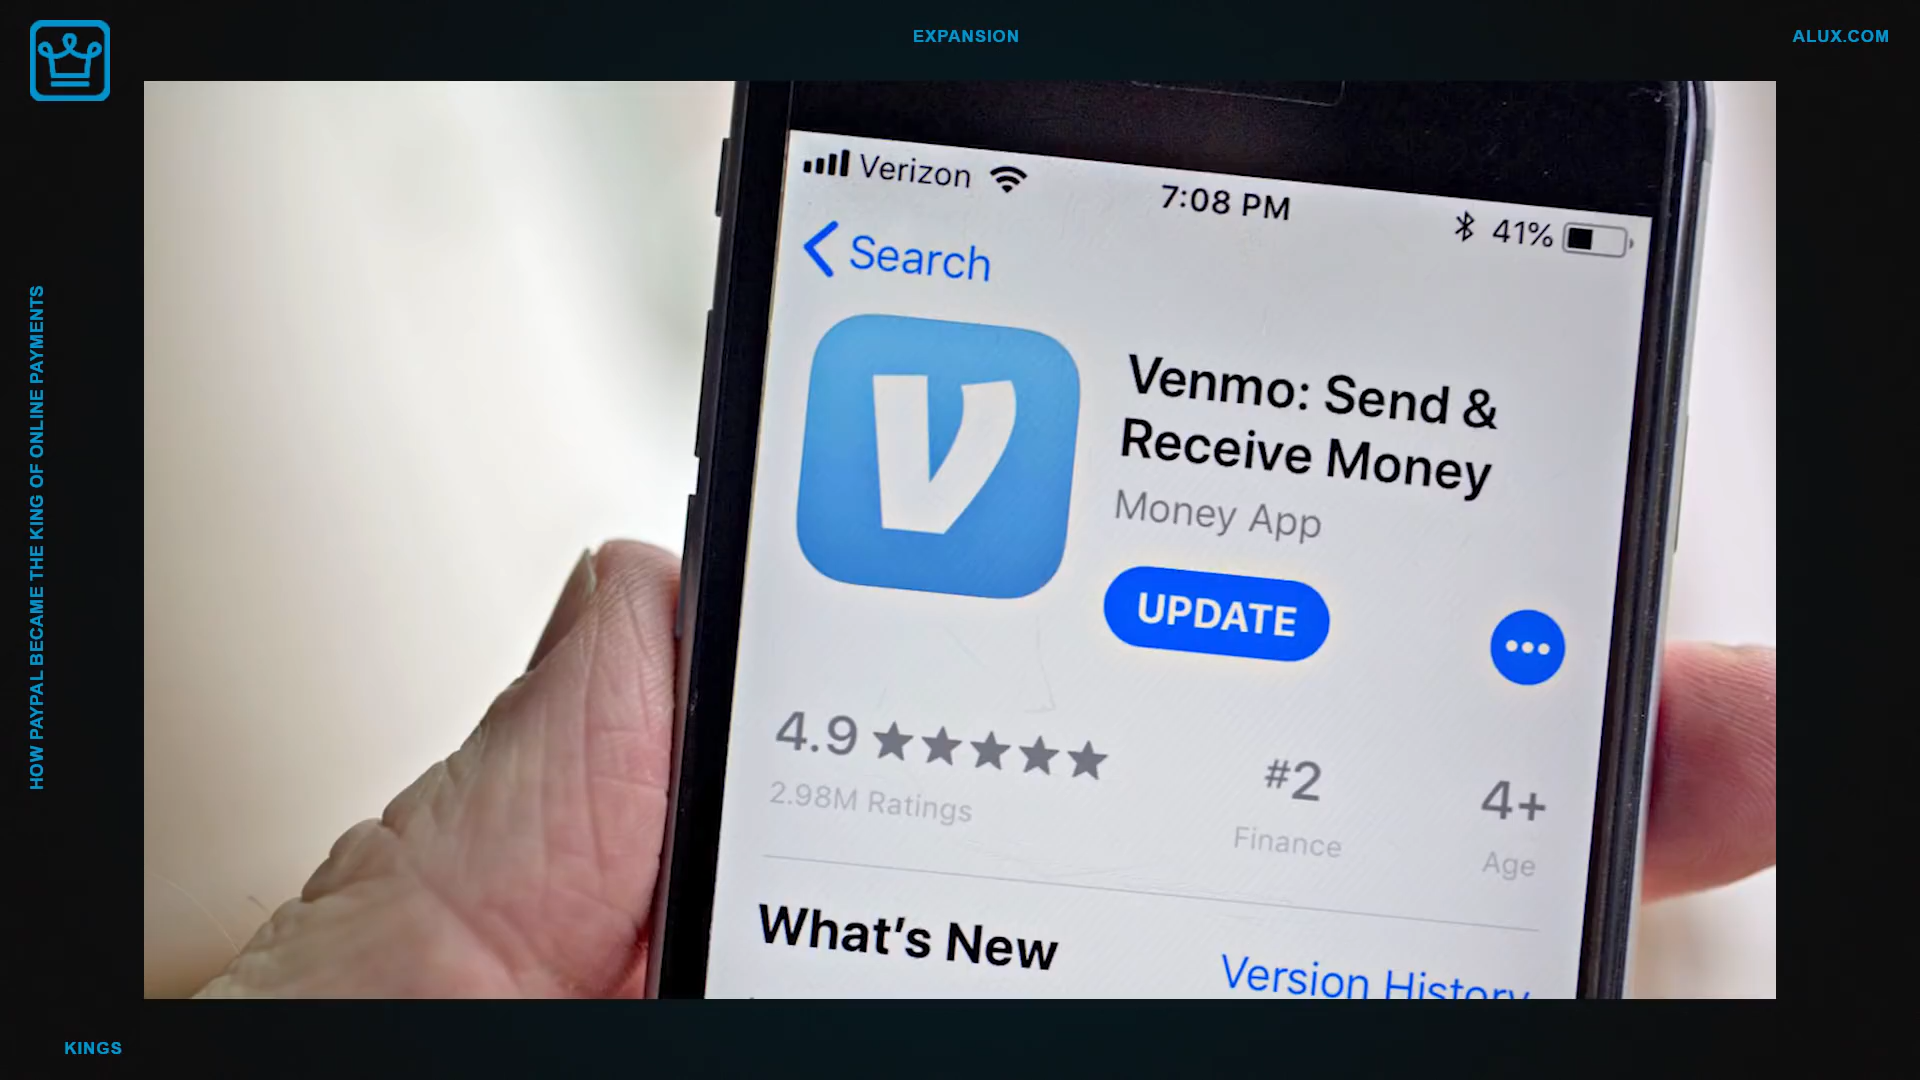 EXPANSION
ALUX.COM
HOW PAYPAL BECAME THE KING OF ONLINE PAYMENTS
Verizon
7:08 PM
41%
Search
V
Venmo: Send &
Receive Money
Money App
UPDATE
4.9
#2
4+
2.98M Ratings
Finance
Age
What's New
Version History
KINGS